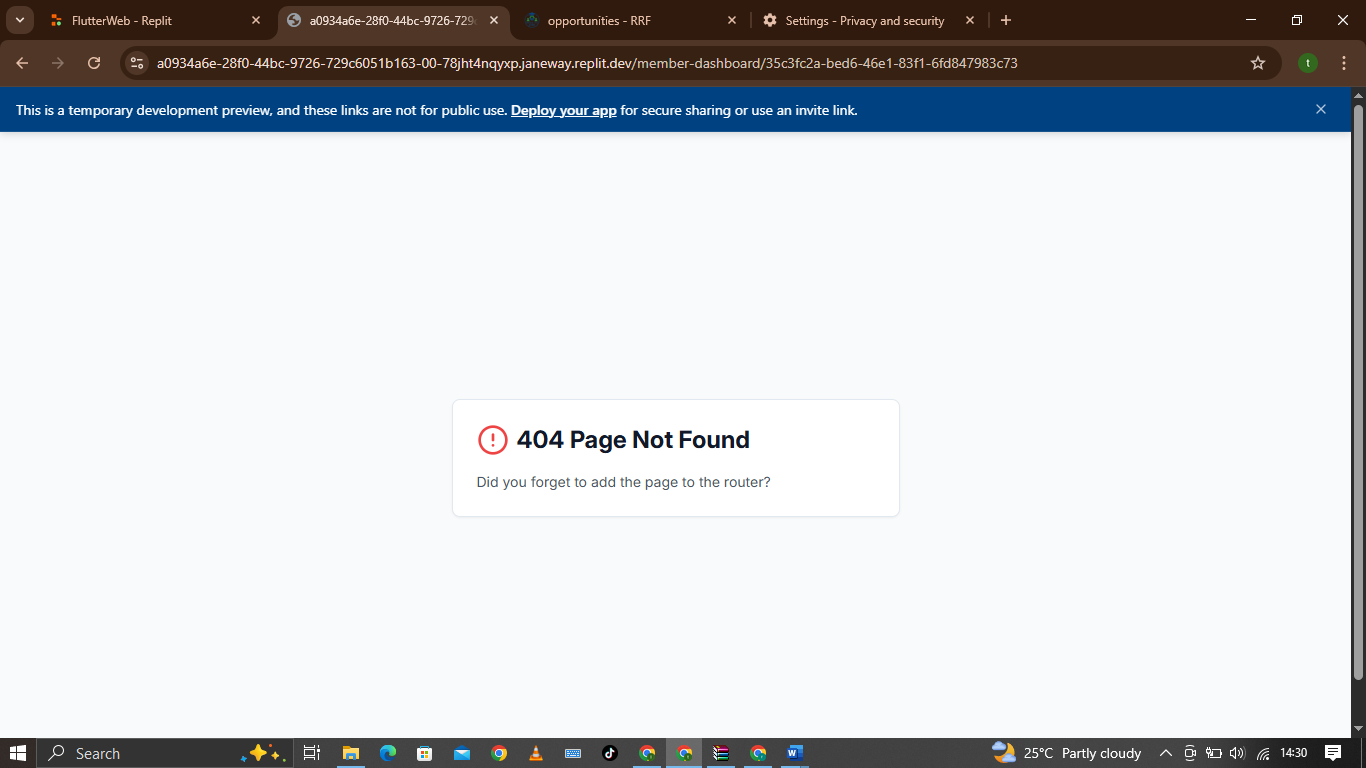 FlutterWeb - Replit
a0934a6e-28f0-44bc-9726-729
opportunities - RRF
Settings - Privacy and security
a0934a6e-28f0-44bc-9726-729c6051b163-00-78jht4nqyxp.janeway.replit.dev/member-dashboard/35c3fc2a-bed6-46e1-83f1-6fd847983c73
t
This is a temporary development preview, and these links are not for public use. Deploy your app for secure sharing or use an invite link.
404 Page Not Found
Did you forget to add the page to the router?
Search
25°C Partly cloudy
14:30